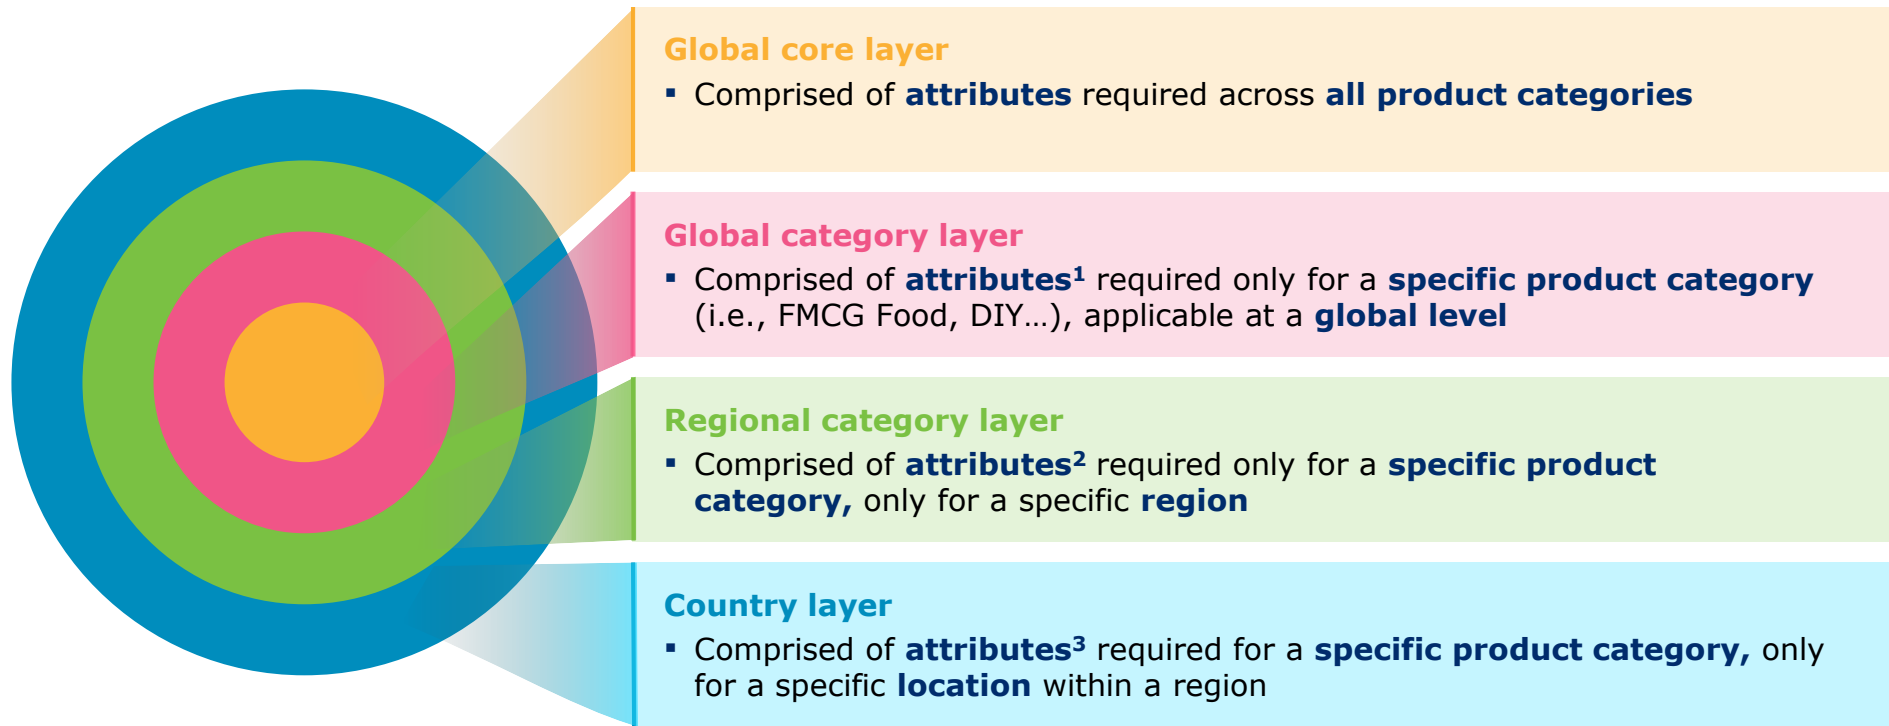 Global core layer
▪ Comprised of attributes required across all product categories
Global category layer
▪ Comprised of attributes¹ required only for a specific product category
(i.e., FMCG Food, DIY…), applicable at a global level
Regional category layer
▪ Comprised of attributes² required only for a specific product
category, only for a specific region
Country layer
▪ Comprised of attributes³ required for a specific product category, only
for a specific location within a region